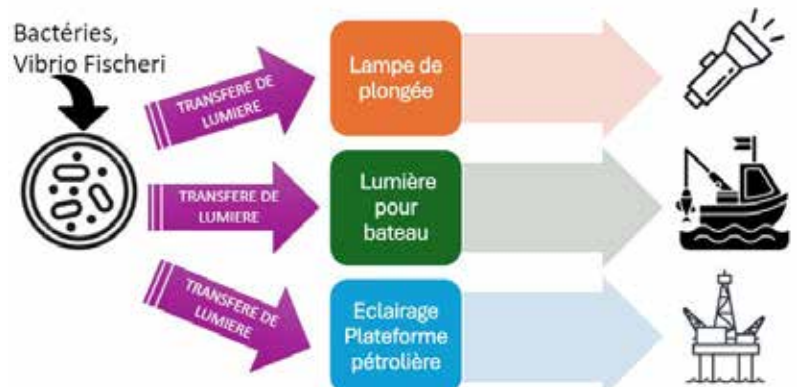 Bactéries,
Vibrio Fischeri
TRANSFERE DE
LUMIERE
Lampe de
plongée
TRANSFERE DE
LUMIERE
Lumière
pour
bateau
TRANSFERE DE
LUMIERE
Eclairage
Plateforme
pétrolière